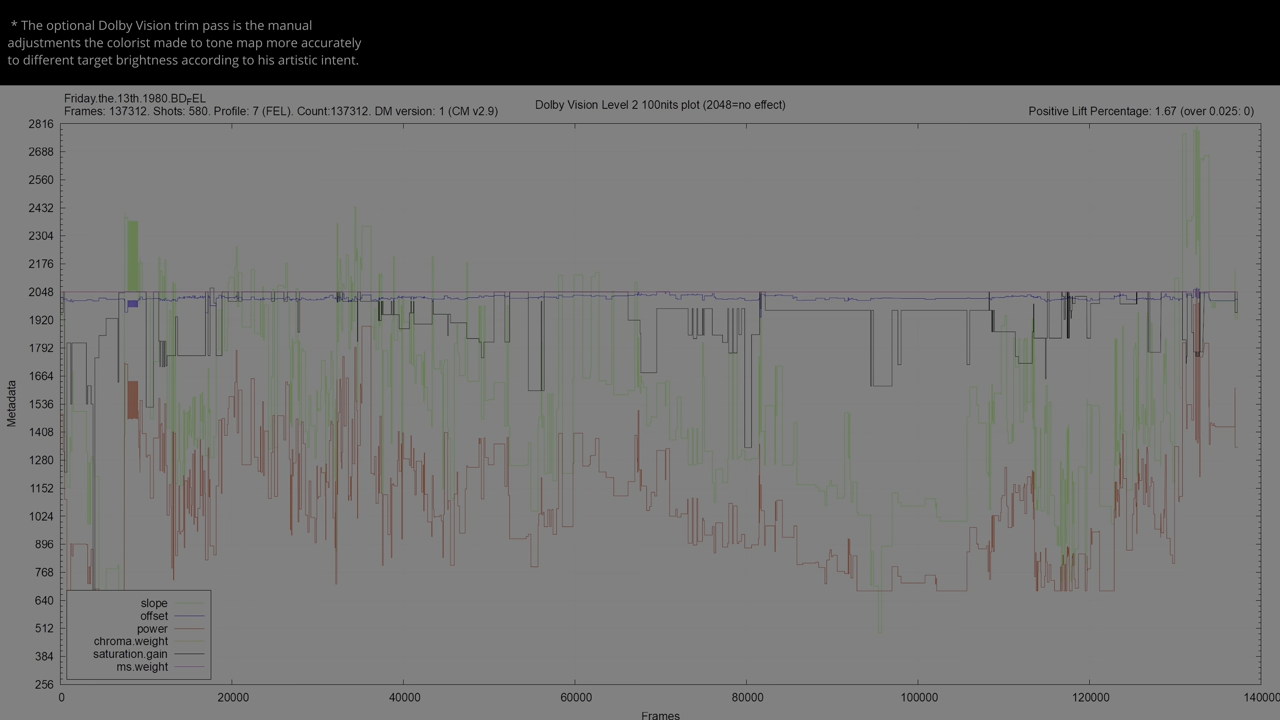 * The optional Dolby Vision trim pass is the manual
adjustments the colorist made to tone map more accurately
to different target brightness according to his artistic intent.
Friday.the.13th.1980.BDFEL
Frames: 137312. Shots: 580. Profile: 7 (FEL). Count:137312. DM version: 1 (CM v2.9)
Dolby Vision Level 2 100nits plot (2048=no effect)
Positive Lift Percentage: 1.67 (over 0.025: 0)
2816
2688
2560
2432
2304
2176
2048
1920
1792
1664
1536
1408
1280
1152
1024
896
768
640
512
384
256
Metadata
slope
offset
power
chroma.weight
saturation.gain
ms.weight
0
20000
40000
60000
80000
100000
120000
140000
Frames